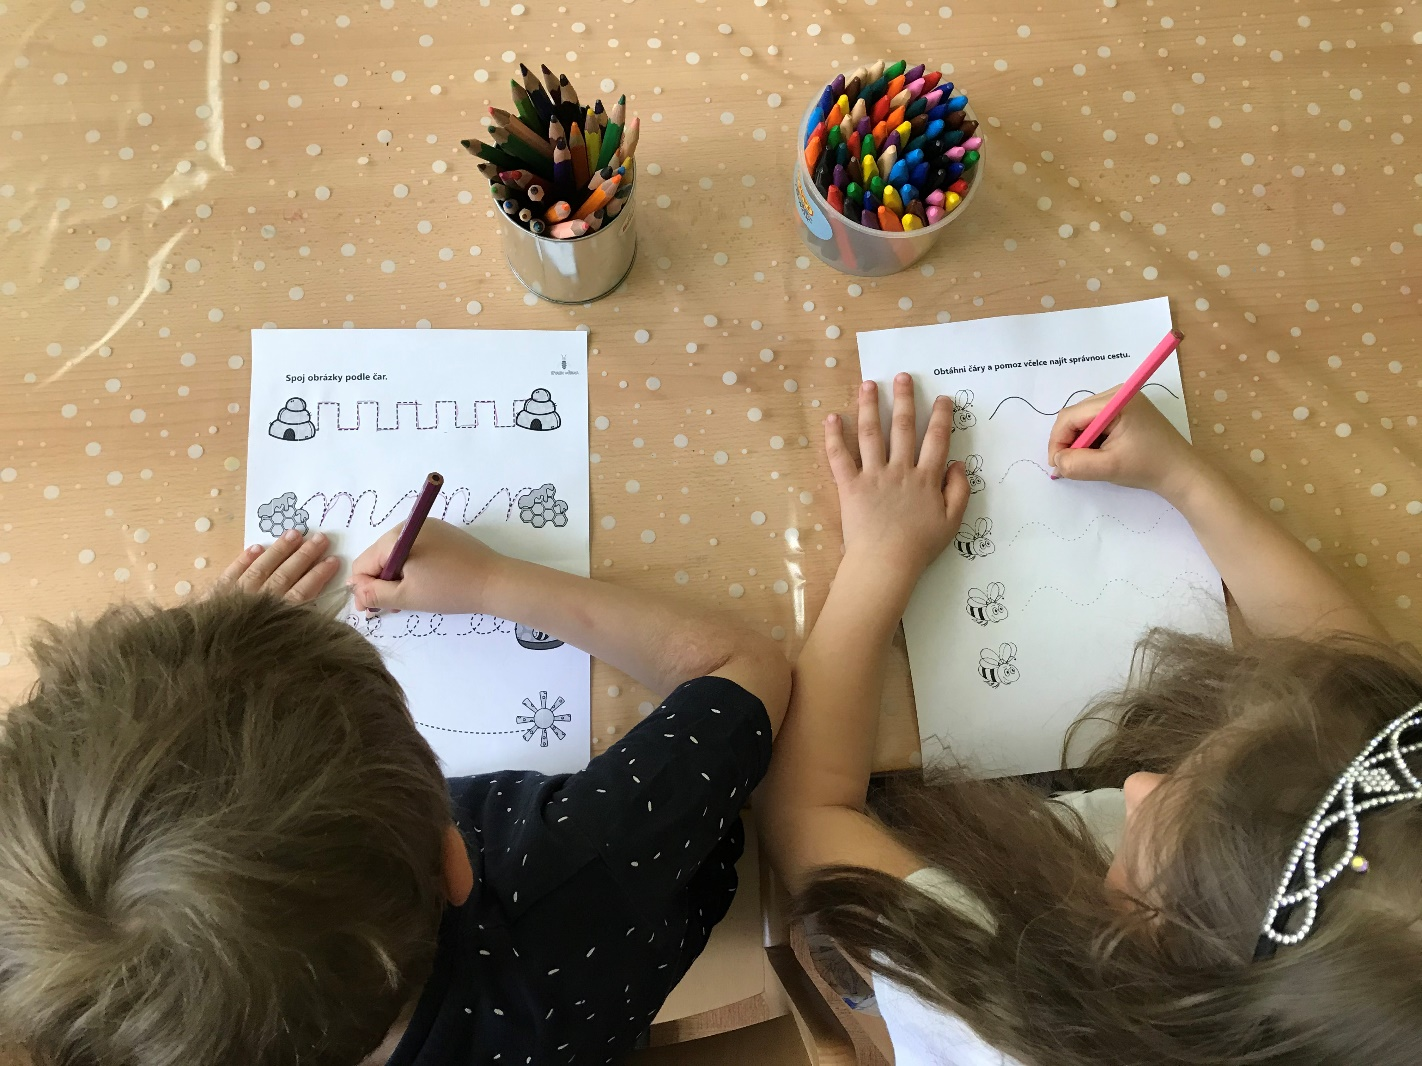 Spoj obrázky podle čar.
Obtáhni čáry a pomoz včelce najít správnou cestu.